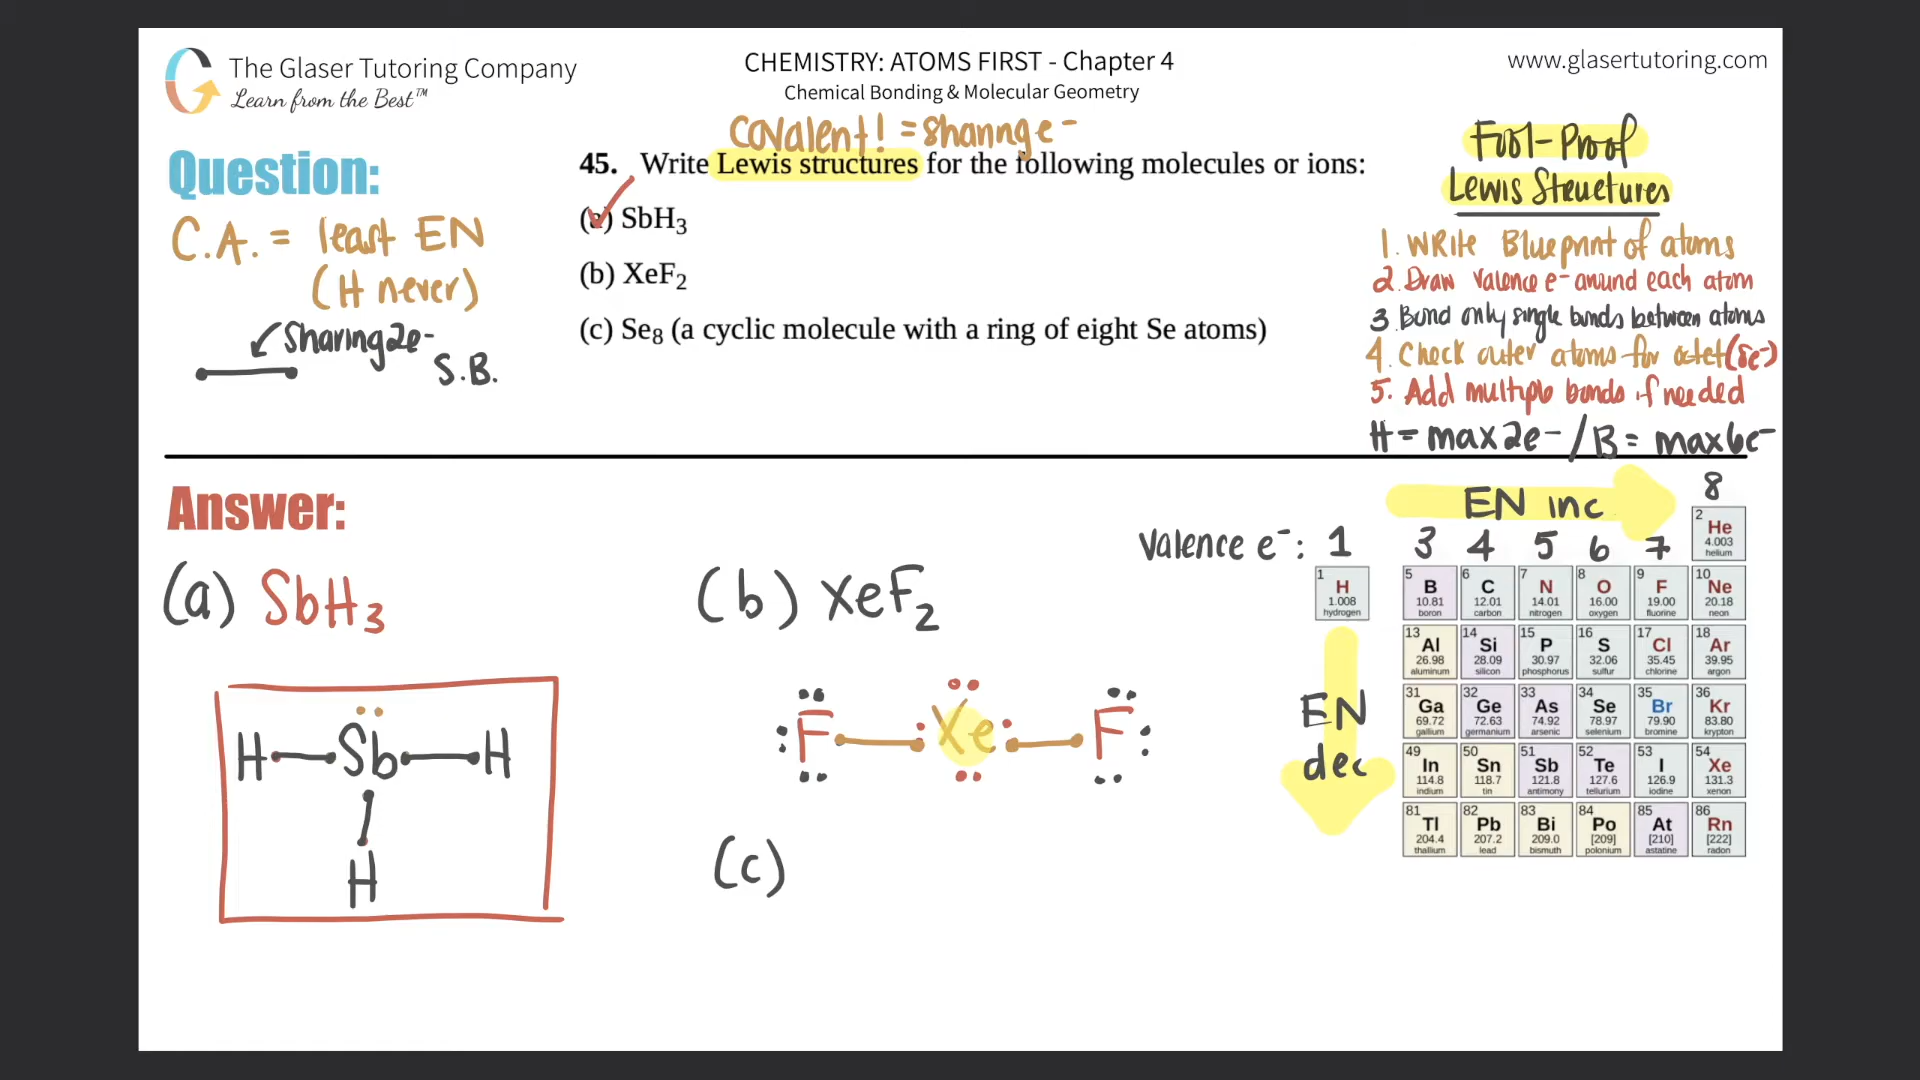 The Glaser Tutoring Company
Learn from the Best™
CHEMISTRY: ATOMS FIRST - Chapter 4
Chemical Bonding & Molecular Geometry
www.glasertutoring.com
Covalent! = Sharing e⁻
Question:
45. Write Lewis structures for the following molecules or ions:
(a) SbH₃
(b) XeF₂
(c) Se₈ (a cyclic molecule with a ring of eight Se atoms)
C.A. = least EN
(H never)
Sharing 2e-
S.B.
Fool-Proof
Lewis Structures
1. Write Blueprint of atoms
2. Draw valence e⁻ around each atom
3. Bond only single bonds between atoms
4. Check outer atoms for octet (8e⁻)
5. Add multiple bonds if needed
H = max 2e⁻ / B = max 6e⁻
Answer:
(a) SbH₃
H Sb H
H
(b) XeF₂
F Xe F
(c)
EN inc
8
Valence e⁻: 1 3 4 5 6 7
2 He 4.003 helium
1 H 1.008 hydrogen
5 B 10.81 boron
6 C 12.01 carbon
7 N 14.01 nitrogen
8 O 16.00 oxygen
9 F 19.00 fluorine
10 Ne 20.18 neon
13 Al 26.98 aluminum
14 Si 28.09 silicon
15 P 30.97 phosphorus
16 S 32.06 sulfur
17 Cl 35.45 chlorine
18 Ar 39.95 argon
31 Ga 69.72 gallium
32 Ge 72.63 germanium
33 As 74.92 arsenic
34 Se 78.97 selenium
35 Br 79.90 bromine
36 Kr 83.80 krypton
49 In 114.8 indium
50 Sn 118.7 tin
51 Sb 121.8 antimony
52 Te 127.6 tellurium
53 I 126.9 iodine
54 Xe 131.3 xenon
81 Tl 204.4 thallium
82 Pb 207.2 lead
83 Bi 209.0 bismuth
84 Po [209] polonium
85 At [210] astatine
86 Rn [222] radon
EN
dec